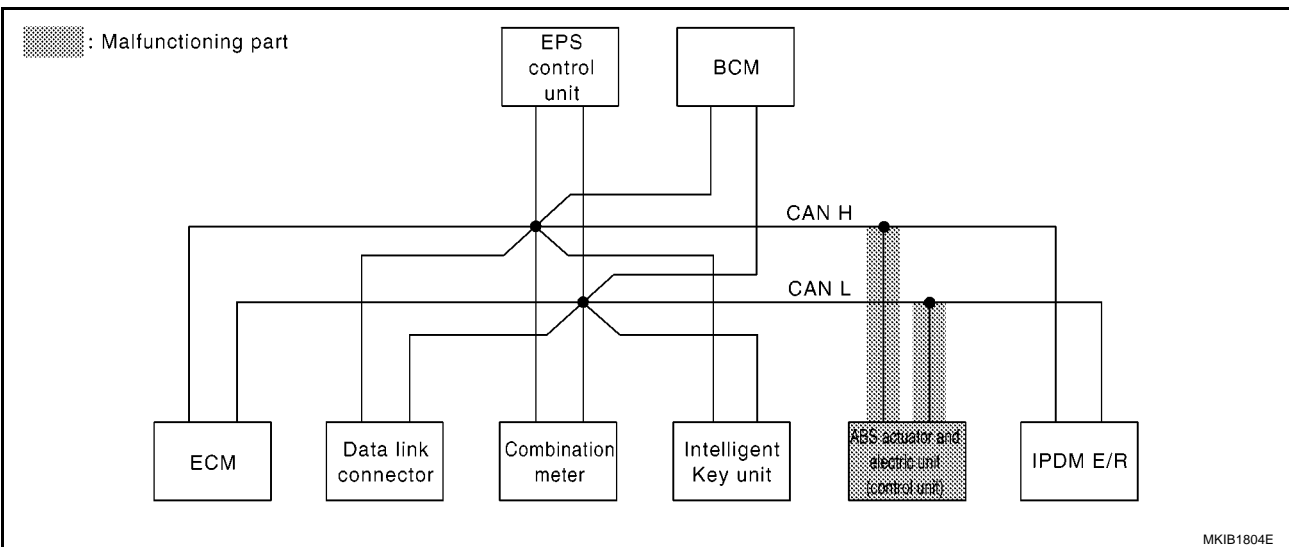 : Malfunctioning part
EPS
control
unit
BCM
CAN H
CAN L
ECM
Data link
connector
Combination
meter
Intelligent
Key unit
ABS actuator and
electric unit
(control unit)
IPDM E/R
MKIB1804E